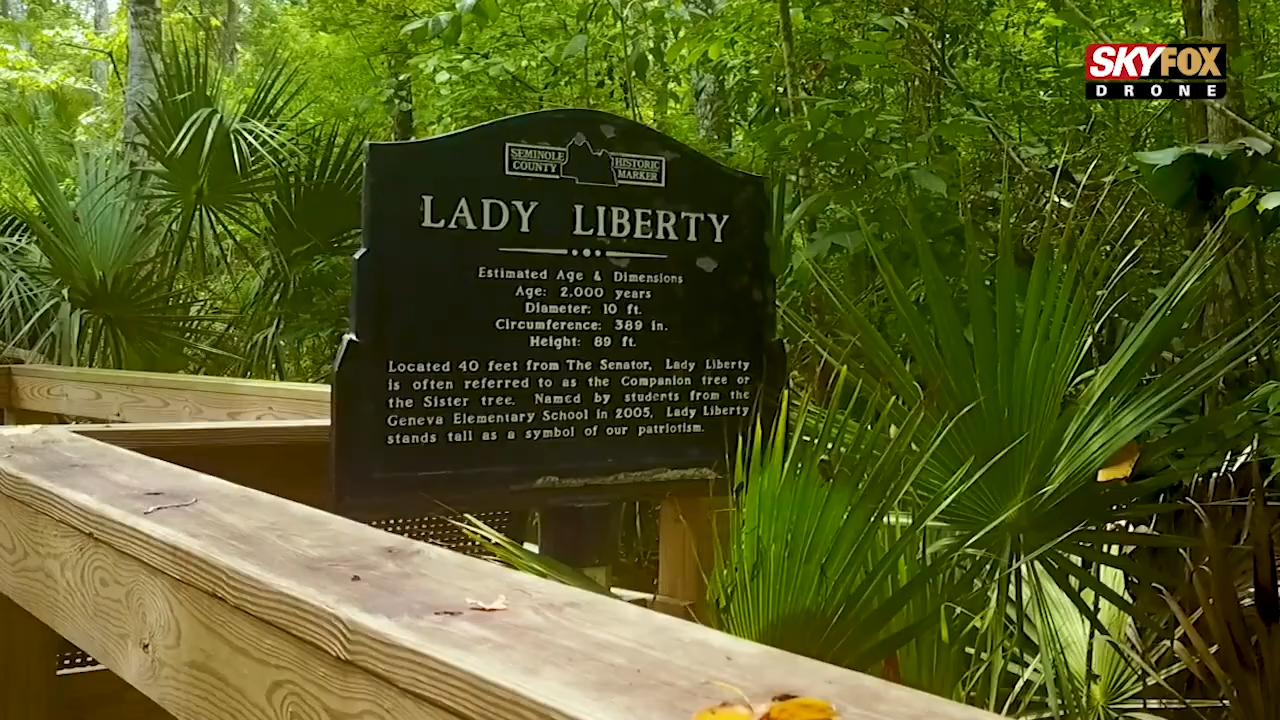 SKYFOX
DRONE
SEMINOLE COUNTY HISTORIC MARKER
LADY LIBERTY
Estimated Age & Dimensions
Age: 2,000 years
Diameter: 10 ft.
Circumference: 389 in.
Height: 89 ft.
Located 40 feet from The Senator, Lady Liberty
is often referred to as the Companion tree or
the Sister tree. Named by students from the
Geneva Elementary School in 2005, Lady Liberty
stands tall as a symbol of our patriotism.